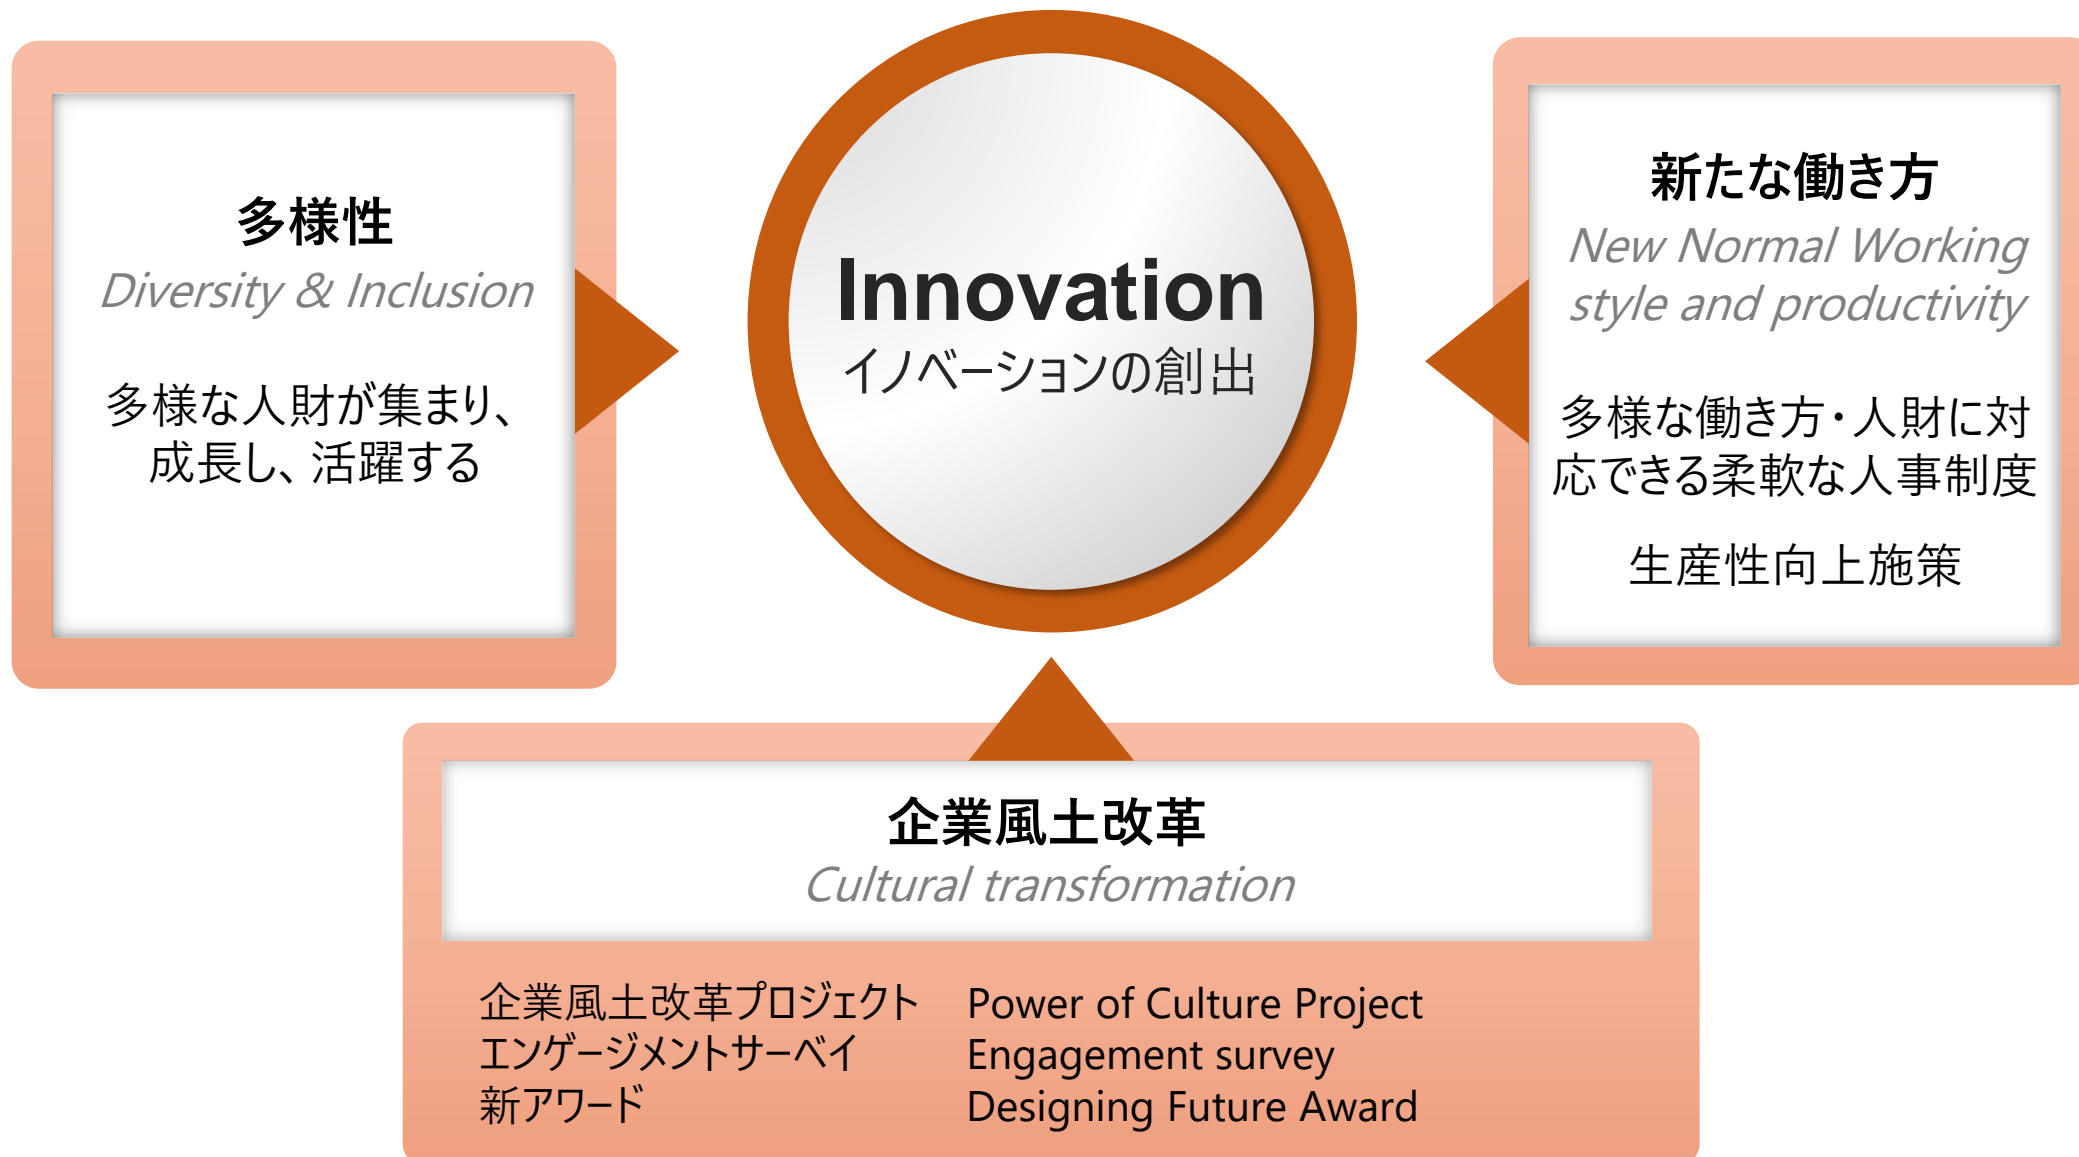 多様性
Diversity & Inclusion
多様な人財が集まり、
成長し、活躍する
Innovation
イノベーションの創出
新たな働き方
New Normal Working
style and productivity
多様な働き方・人財に対
応できる柔軟な人事制度
生産性向上施策
企業風土改革
Cultural transformation
企業風土改革プロジェクト Power of Culture Project
エンゲージメントサーベイ Engagement survey
新アワード Designing Future Award